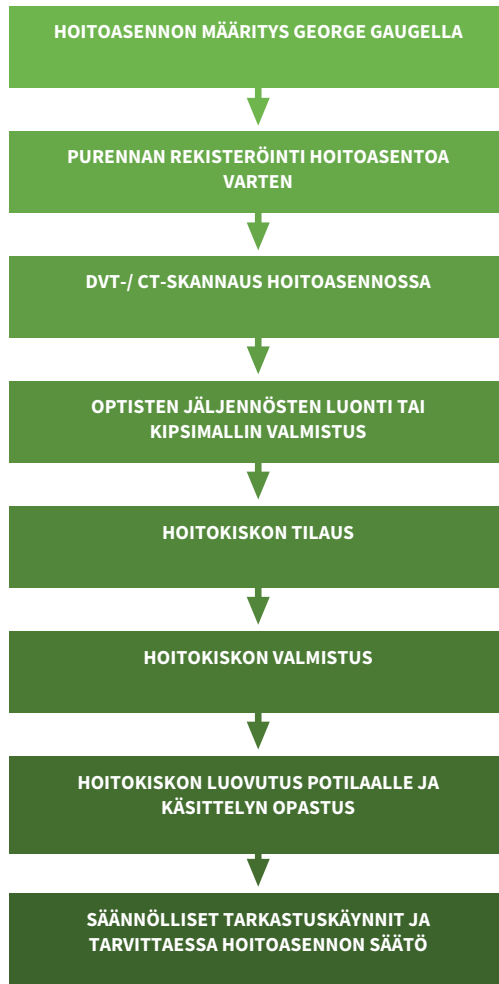 HOITOASENNON MÄÄRITYS GEORGE GAUGELLA
PURENNAN REKISTERÖINTI HOITOASENTOA
VARTEN
DVT-/ CT-SKANNAUS HOITOASENNOSSA
OPTISTEN JÄLJENNÖSTEN LUONTI TAI
KIPSIMALLIN VALMISTUS
HOITOKISKON TILAUS
HOITOKISKON VALMISTUS
HOITOKISKON LUOVUTUS POTILAALLE JA
KÄSITTELYN OPASTUS
SÄÄNNÖLLISET TARKASTUSKÄYNNIT JA
TARVITTAESSA HOITOASENNON SÄÄTÖ